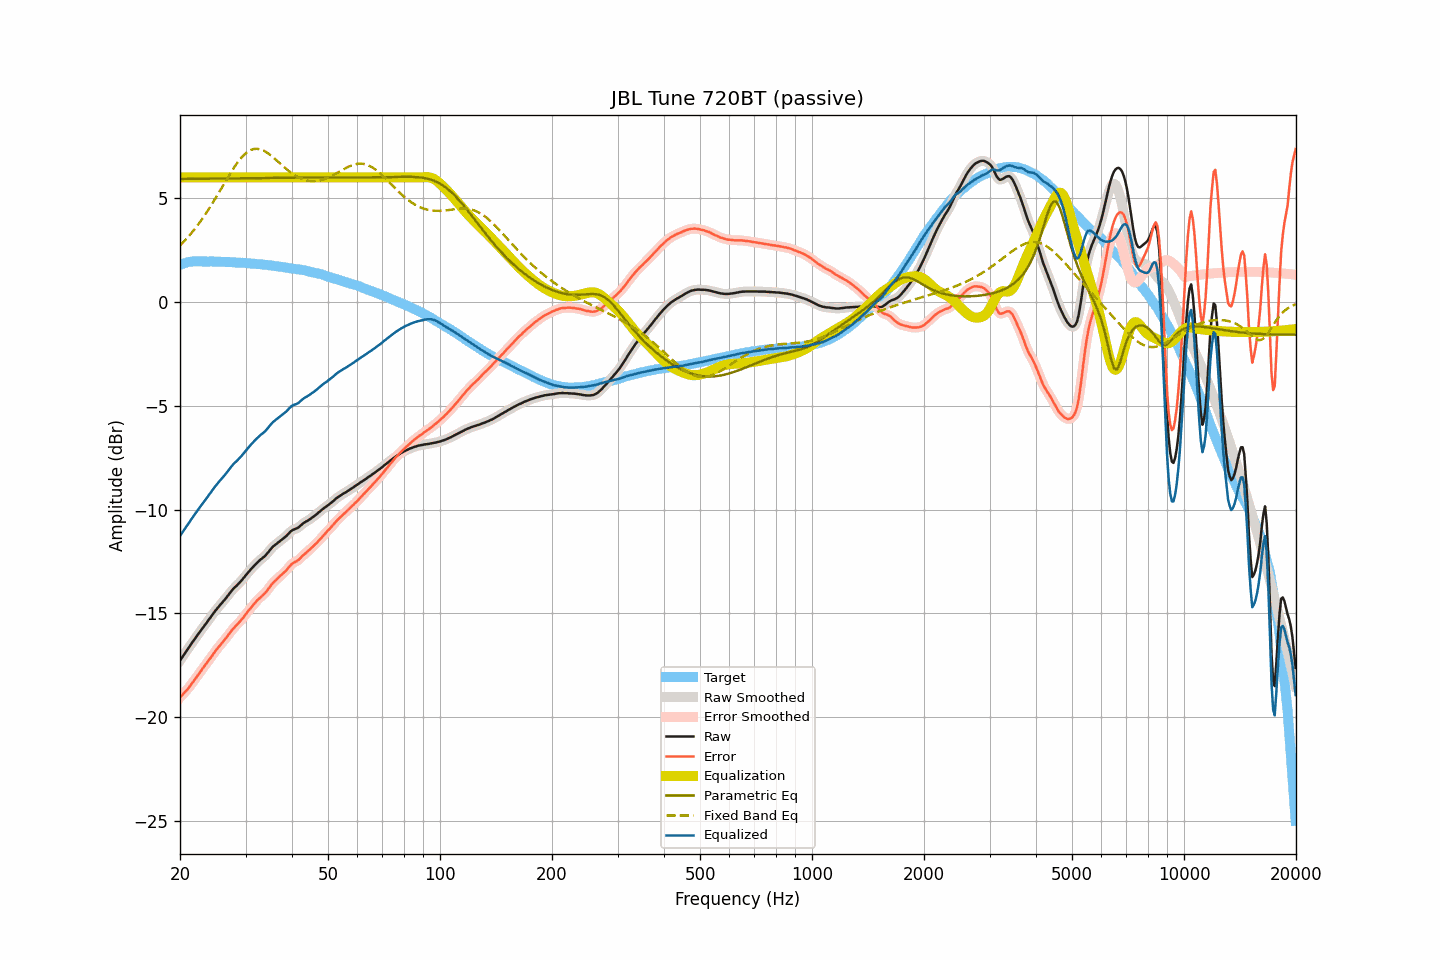 JBL Tune 720BT (passive)
5
0
−5
−10
−15
−20
−25
Amplitude (dBr)
Target
Raw Smoothed
Error Smoothed
Raw
Error
Equalization
Parametric Eq
Fixed Band Eq
Equalized
20 50 100 200 500 1000 2000 5000 10000 20000
Frequency (Hz)